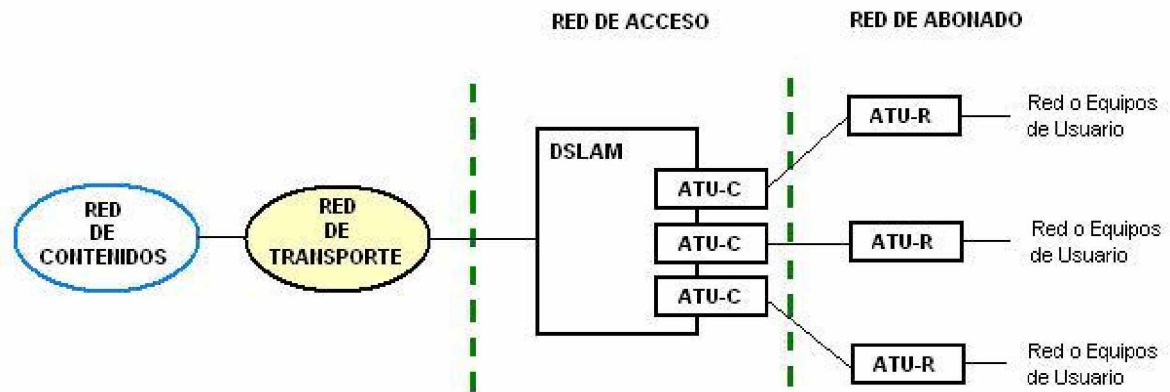 RED DE ACCESO
RED DE ABONADO
RED
DE
CONTENIDOS
RED
DE
TRANSPORTE
DSLAM
ATU-C
ATU-C
ATU-C
ATU-R
Red o Equipos
de Usuario
ATU-R
Red o Equipos
de Usuario
ATU-R
Red o Equipos
de Usuario